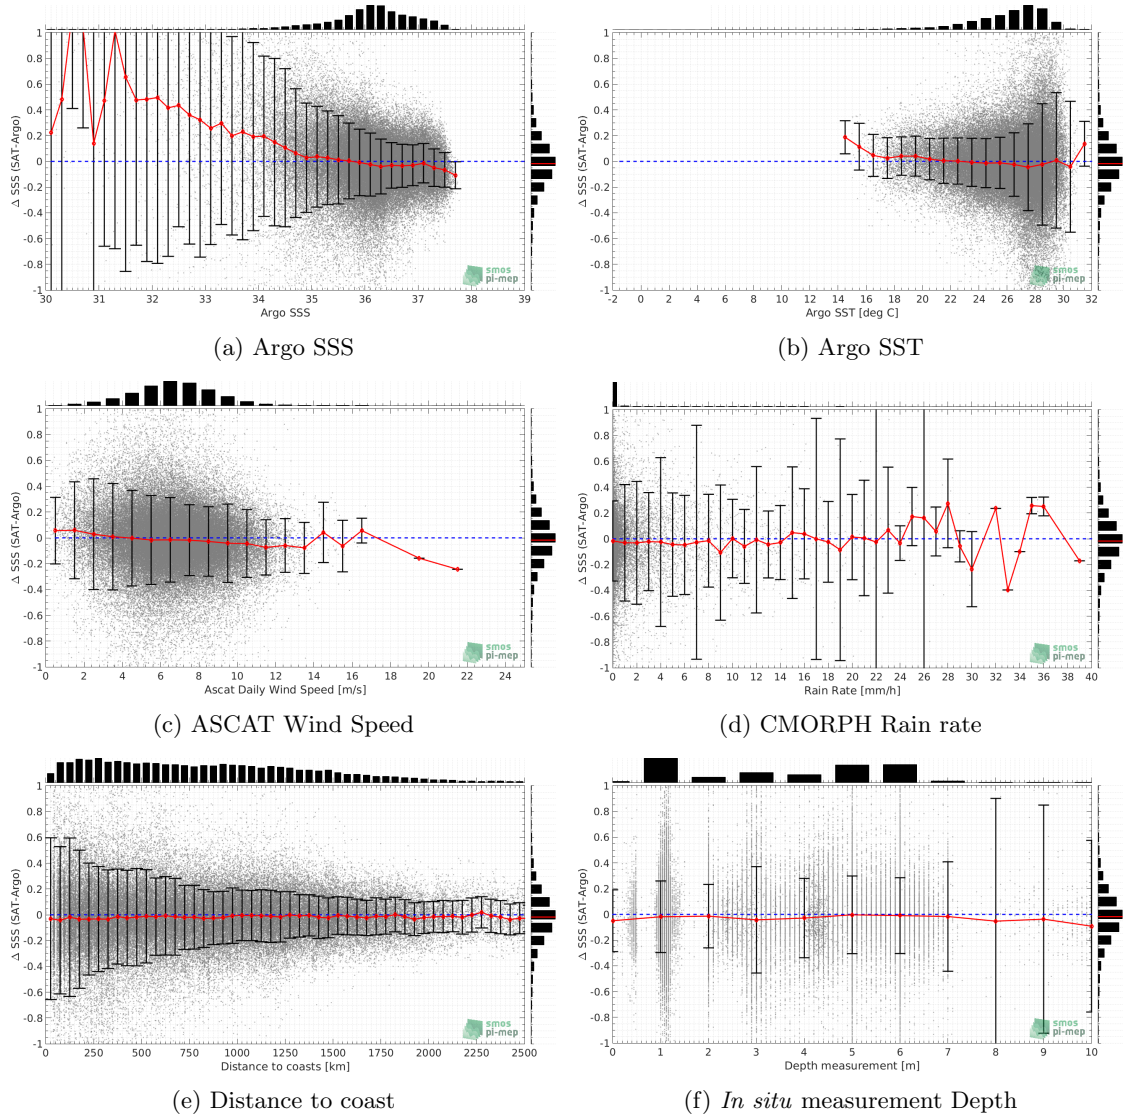 1
0.8
0.6
0.4
0.2
0
-0.2
-0.4
-0.6
-0.8
-1
Δ SSS (SAT-Argo)
30 31 32 33 34 35 36 37 38 39
Argo SSS
smos
pi-mep
(a) Argo SSS
1
0.8
0.6
0.4
0.2
0
-0.2
-0.4
-0.6
-0.8
-1
Δ SSS (SAT-Argo)
-2 0 2 4 6 8 10 12 14 16 18 20 22 24 26 28 30 32
Argo SST [deg C]
smos
pi-mep
(b) Argo SST
1
0.8
0.6
0.4
0.2
0
-0.2
-0.4
-0.6
-0.8
-1
Δ SSS (SAT-Argo)
0 2 4 6 8 10 12 14 16 18 20 22 24
Ascat Daily Wind Speed [m/s]
smos
pi-mep
(c) ASCAT Wind Speed
1
0.8
0.6
0.4
0.2
0
-0.2
-0.4
-0.6
-0.8
-1
Δ SSS (SAT-Argo)
0 2 4 6 8 10 12 14 16 18 20 22 24 26 28 30 32 34 36 38 40
Rain Rate [mm/h]
smos
pi-mep
(d) CMORPH Rain rate
1
0.8
0.6
0.4
0.2
0
-0.2
-0.4
-0.6
-0.8
-1
Δ SSS (SAT-Argo)
0 250 500 750 1000 1250 1500 1750 2000 2250 2500
Distance to coasts [km]
smos
pi-mep
(e) Distance to coast
1
0.8
0.6
0.4
0.2
0
-0.2
-0.4
-0.6
-0.8
-1
Δ SSS (SAT-Argo)
0 1 2 3 4 5 6 7 8 9 10
Depth measurement [m]
smos
pi-mep
(f) In situ measurement Depth